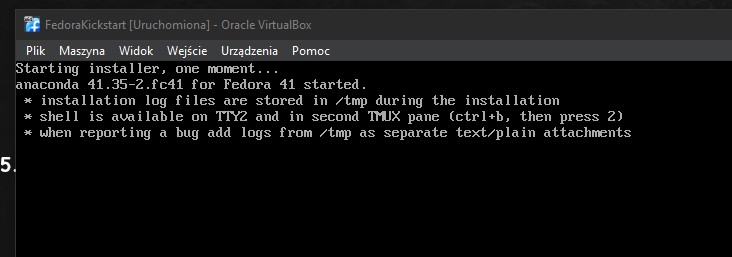 FedoraKickstart [Uruchomiona] - Oracle VirtualBox
Plik Maszyna Widok Wejście Urządzenia Pomoc
Starting installer, one moment...
anaconda 41.35-2.fc41 for Fedora 41 started.
* installation log files are stored in /tmp during the installation
* shell is available on TTY2 and in second TMUX pane (ctrl+b, then press 2)
* when reporting a bug add logs from /tmp as separate text/plain attachments
5.